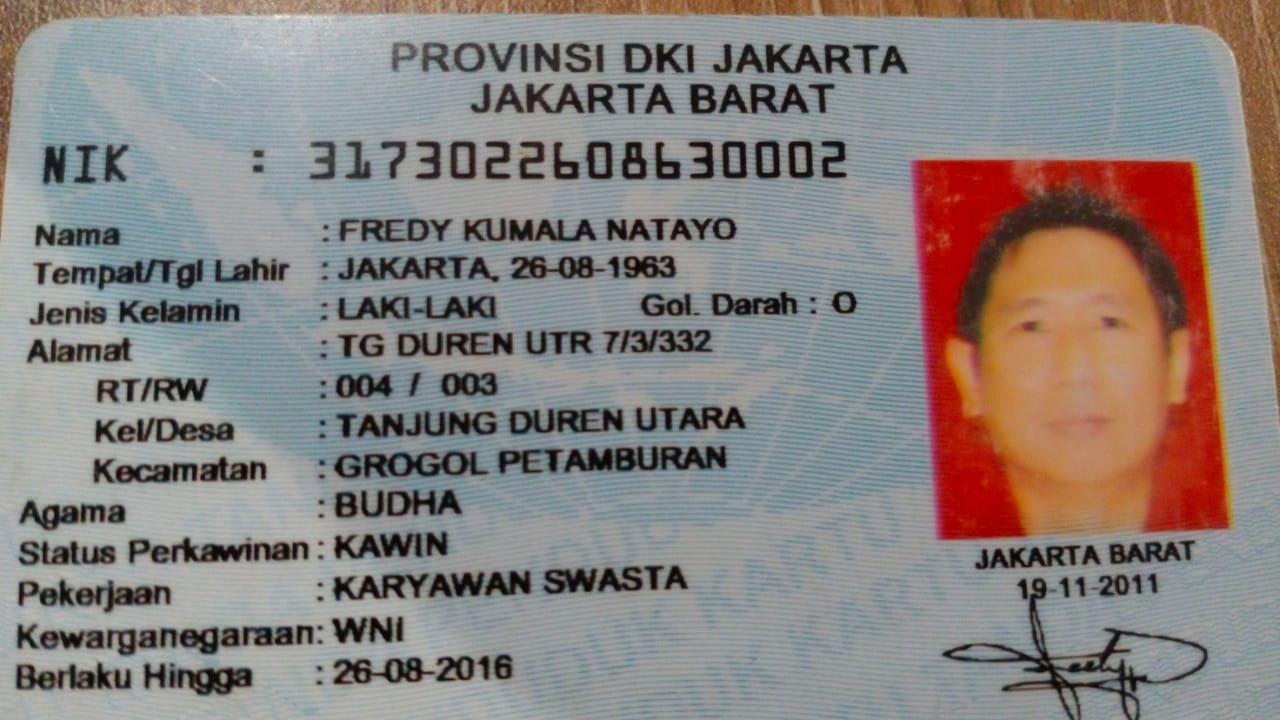 PROVINSI DKI JAKARTA
JAKARTA BARAT
NIK : 3173022608630002
Nama : FREDY KUMALA NATAYO
Tempat/Tgl Lahir : JAKARTA, 26-08-1963
Jenis Kelamin : LAKI-LAKI Gol. Darah : O
Alamat : TG DUREN UTR 7/3/332
RT/RW : 004 / 003
Kel/Desa : TANJUNG DUREN UTARA
Kecamatan : GROGOL PETAMBURAN
Agama : BUDHA
Status Perkawinan : KAWIN
Pekerjaan : KARYAWAN SWASTA
Kewarganegaraan: WNI
Berlaku Hingga : 26-08-2016
JAKARTA BARAT
19-11-2011